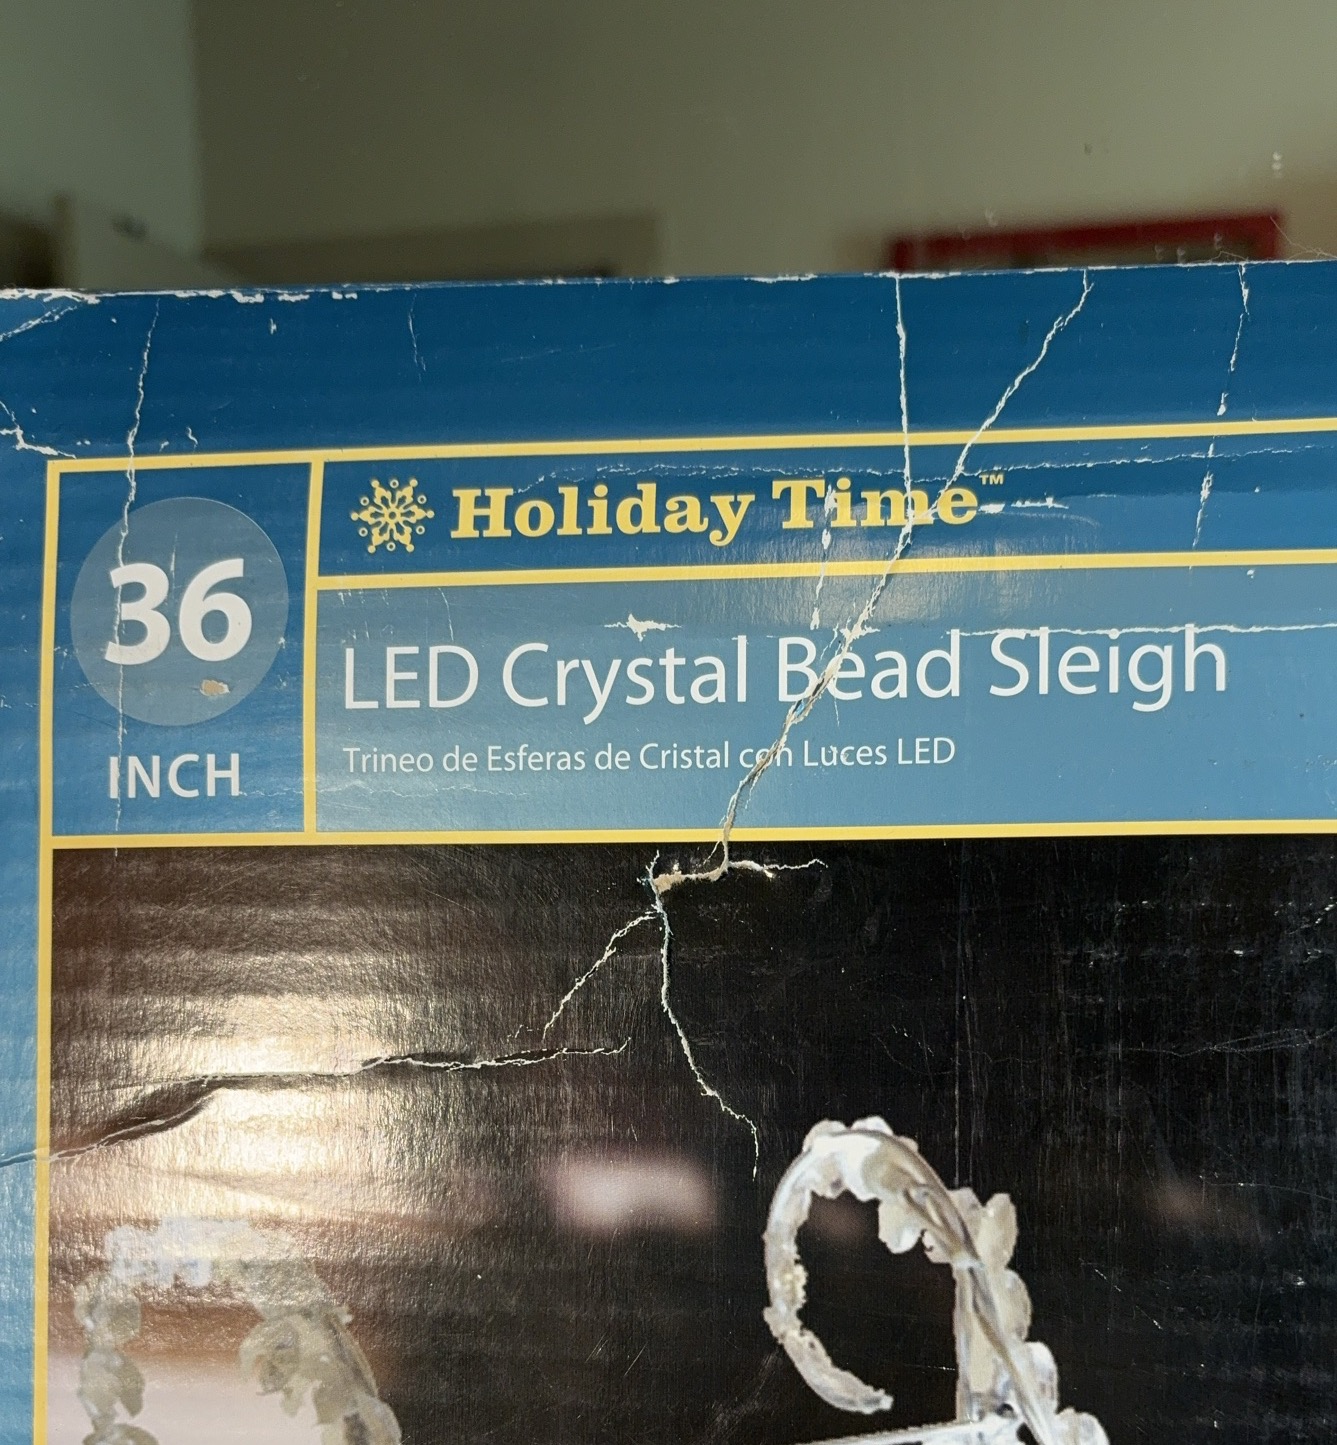 36
INCH
Holiday Time™
LED Crystal Bead Sleigh
Trineo de Esferas de Cristal con Luces LED